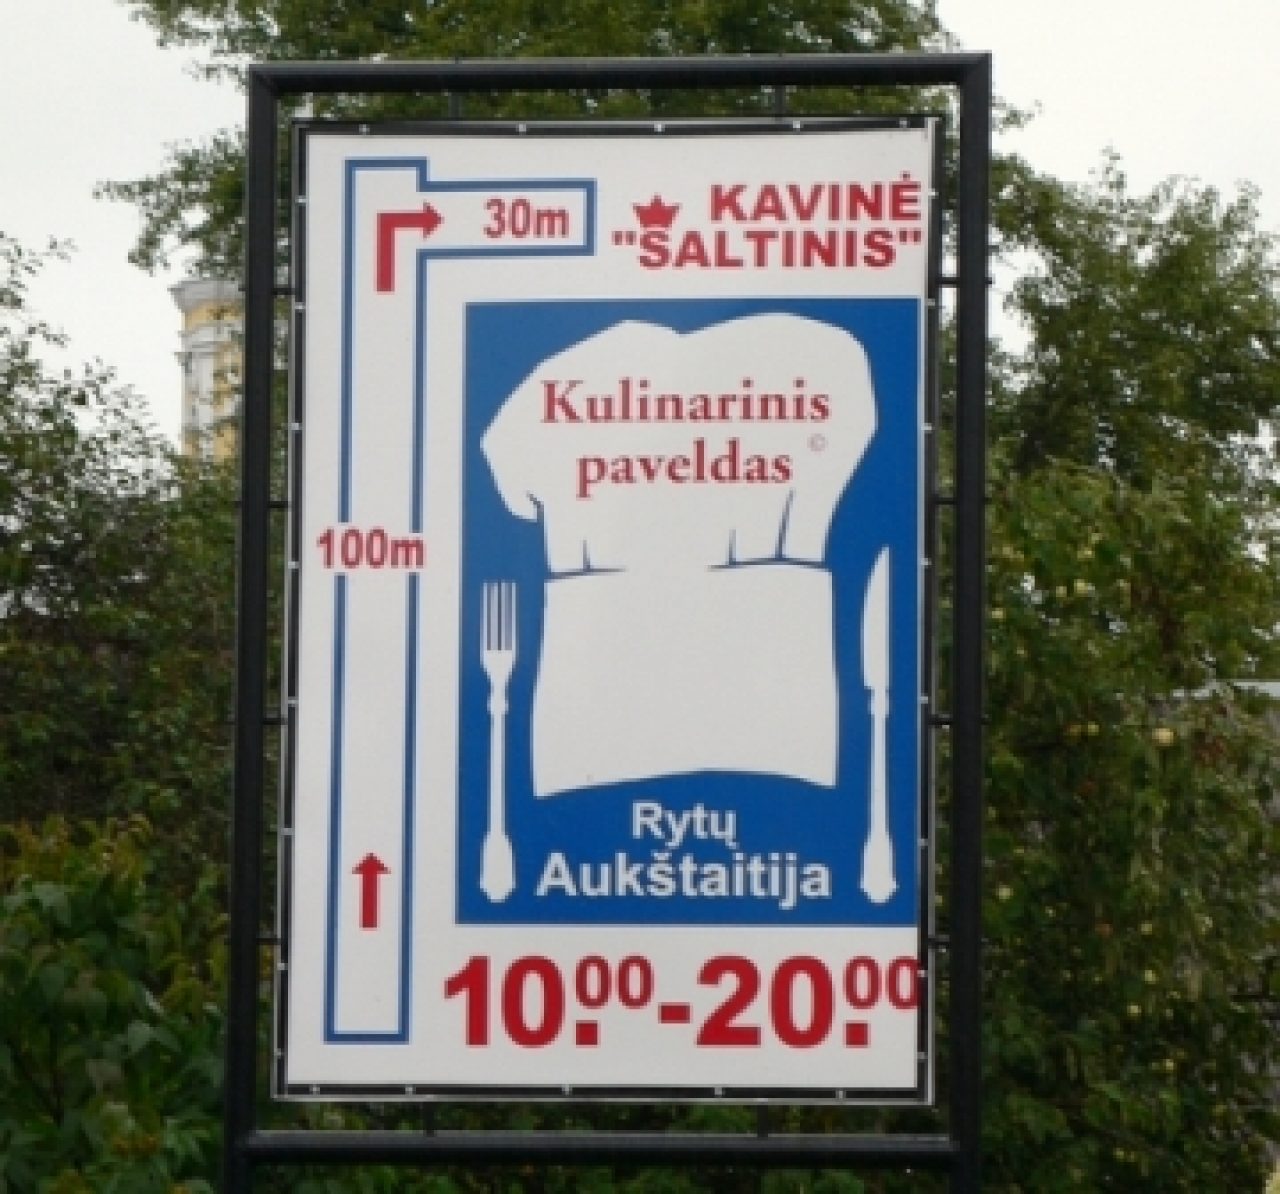 30m
KAVINĖ
"ŠALTINIS"
Kulinarinis
paveldas ©
100m
Rytų
Aukštaitija
10.00-20.00